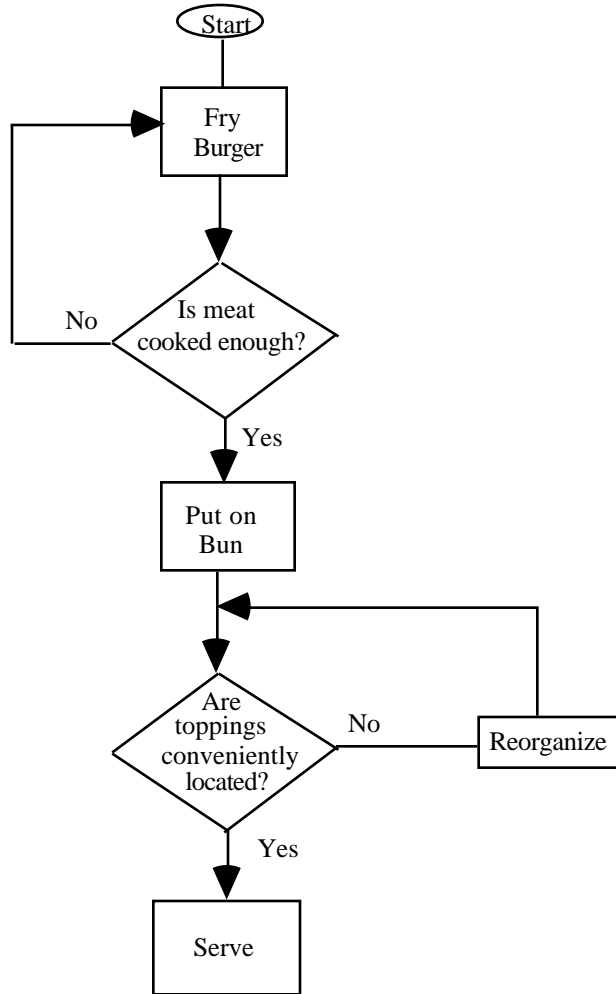 Start
Fry
Burger
Is meat
cooked enough?
No
Yes
Put on
Bun
Are
toppings
conveniently
located?
No
Reorganize
Yes
Serve